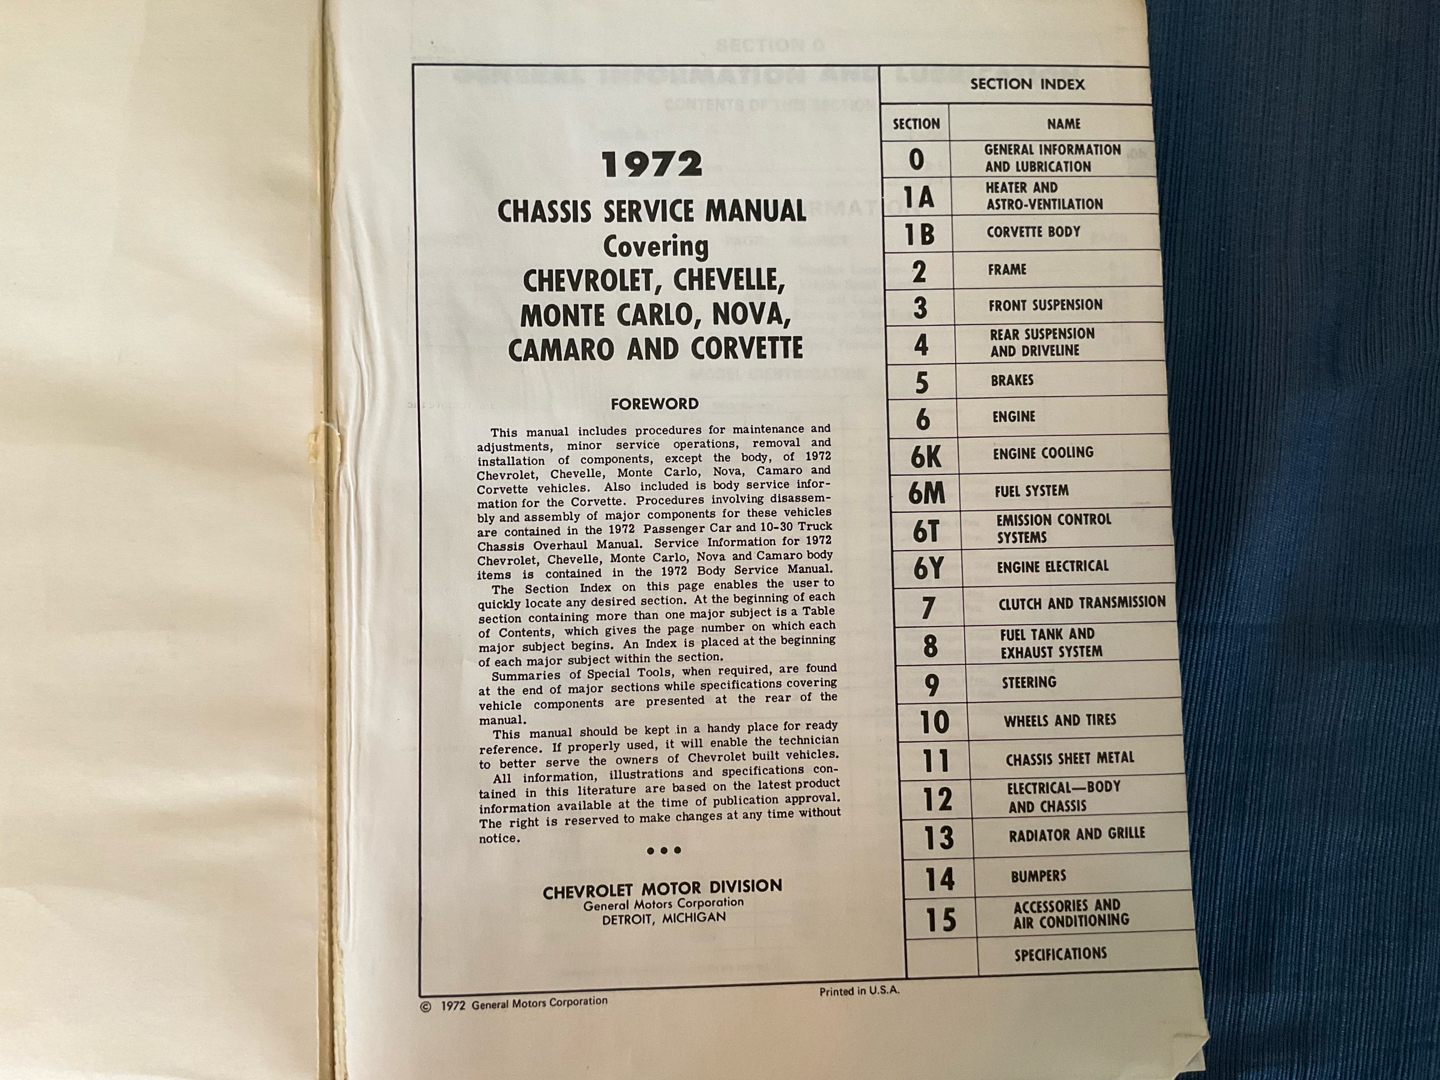 1972
CHASSIS SERVICE MANUAL
Covering
CHEVROLET, CHEVELLE,
MONTE CARLO, NOVA,
CAMARO AND CORVETTE
FOREWORD
This manual includes procedures for maintenance and
adjustments, minor service operations, removal and
installation of components, except the body, of 1972
Chevrolet, Chevelle, Monte Carlo, Nova, Camaro and
Corvette vehicles. Also included is body service infor-
mation for the Corvette. Procedures involving disassem-
bly and assembly of major components for these vehicles
are contained in the 1972 Passenger Car and 10-30 Truck
Chassis Overhaul Manual. Service Information for 1972
Chevrolet, Chevelle, Monte Carlo, Nova and Camaro body
items is contained in the 1972 Body Service Manual.
The Section Index on this page enables the user to
quickly locate any desired section. At the beginning of each
section containing more than one major subject is a Table
of Contents, which gives the page number on which each
major subject begins. An Index is placed at the beginning
of each major subject within the section.
Summaries of Special Tools, when required, are found
at the end of major sections while specifications covering
vehicle components are presented at the rear of the
manual.
This manual should be kept in a handy place for ready
reference. If properly used, it will enable the technician
to better serve the owners of Chevrolet built vehicles.
All information, illustrations and specifications con-
tained in this literature are based on the latest product
information available at the time of publication approval.
The right is reserved to make changes at any time without
notice.
• • •
CHEVROLET MOTOR DIVISION
General Motors Corporation
DETROIT, MICHIGAN
© 1972 General Motors Corporation
Printed in U.S.A.
SECTION INDEX
SECTION NAME
0 GENERAL INFORMATION
AND LUBRICATION
1A HEATER AND
ASTRO-VENTILATION
1B CORVETTE BODY
2 FRAME
3 FRONT SUSPENSION
4 REAR SUSPENSION
AND DRIVELINE
5 BRAKES
6 ENGINE
6K ENGINE COOLING
6M FUEL SYSTEM
6T EMISSION CONTROL
SYSTEMS
6Y ENGINE ELECTRICAL
7 CLUTCH AND TRANSMISSION
8 FUEL TANK AND
EXHAUST SYSTEM
9 STEERING
10 WHEELS AND TIRES
11 CHASSIS SHEET METAL
12 ELECTRICAL—BODY
AND CHASSIS
13 RADIATOR AND GRILLE
14 BUMPERS
15 ACCESSORIES AND
AIR CONDITIONING
SPECIFICATIONS